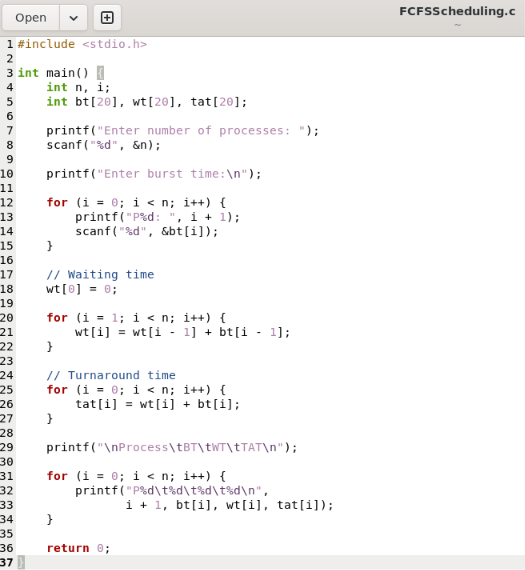 Open
FCFSScheduling.c
~
1 #include <stdio.h>
2
3 int main() {
4     int n, i;
5     int bt[20], wt[20], tat[20];
6
7     printf("Enter number of processes: ");
8     scanf("%d", &n);
9
10     printf("Enter burst time:\n");
11
12     for (i = 0; i < n; i++) {
13         printf("P%d: ", i + 1);
14         scanf("%d", &bt[i]);
15     }
16
17     // Waiting time
18     wt[0] = 0;
19
20     for (i = 1; i < n; i++) {
21         wt[i] = wt[i - 1] + bt[i - 1];
22     }
23
24     // Turnaround time
25     for (i = 0; i < n; i++) {
26         tat[i] = wt[i] + bt[i];
27     }
28
29     printf("\nProcess\tBT\tWT\tTAT\n");
30
31     for (i = 0; i < n; i++) {
32         printf("P%d\t%d\t%d\t%d\n",
33                i + 1, bt[i], wt[i], tat[i]);
34     }
35
36     return 0;
37 }